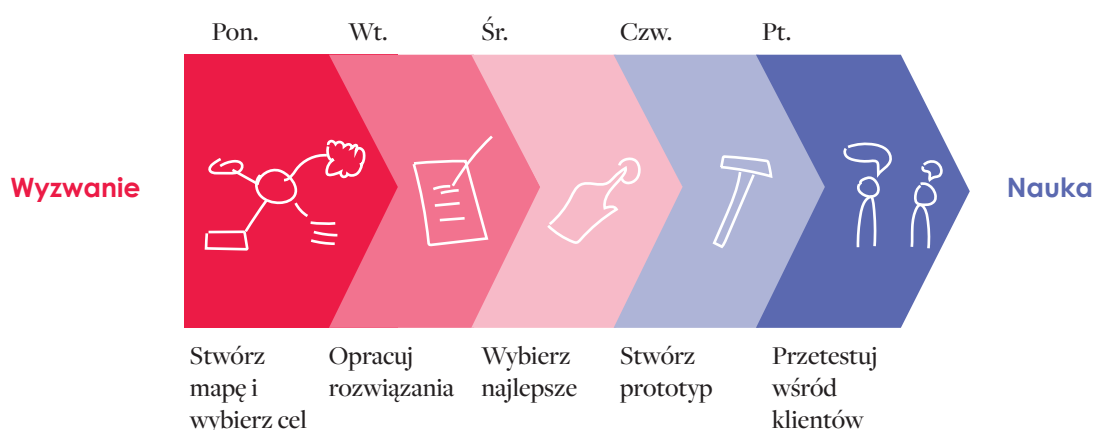 Pon.
Wt.
Śr.
Czw.
Pt.
Wyzwanie
Nauka
Stwórz
mapę i
wybierz cel
Opracuj
rozwiązania
Wybierz
najlepsze
Stwórz
prototyp
Przetestuj
wśród
klientów